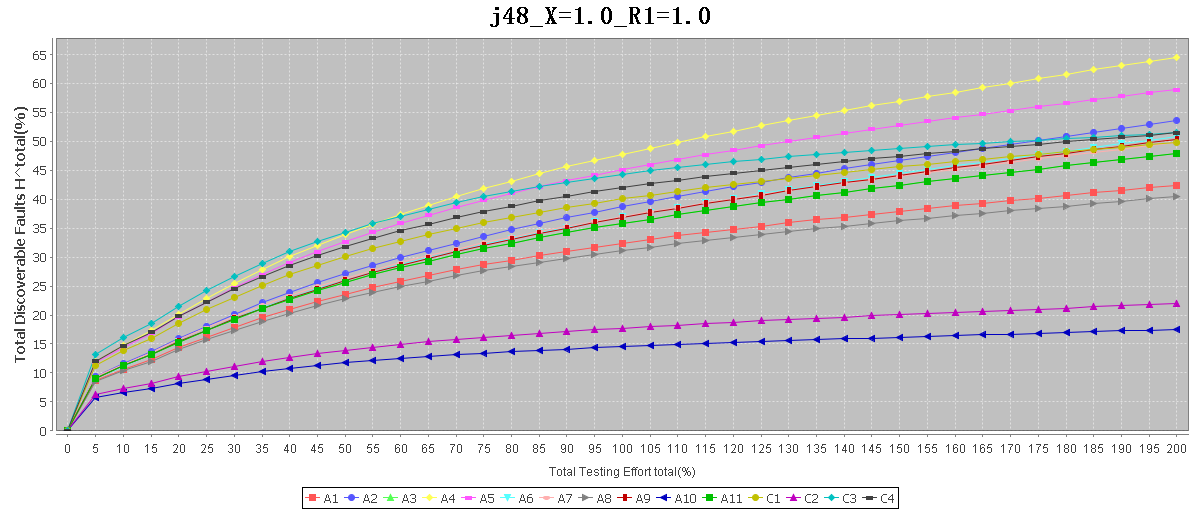 j48_X=1.0_R1=1.0
Total Discoverable Faults H^total(%)
65
60
55
50
45
40
35
30
25
20
15
10
5
0
0 5 10 15 20 25 30 35 40 45 50 55 60 65 70 75 80 85 90 95 100 105 110 115 120 125 130 135 140 145 150 155 160 165 170 175 180 185 190 195 200
Total Testing Effort total(%)
A1 A2 A3 A4 A5 A6 A7 A8 A9 A10 A11 C1 C2 C3 C4